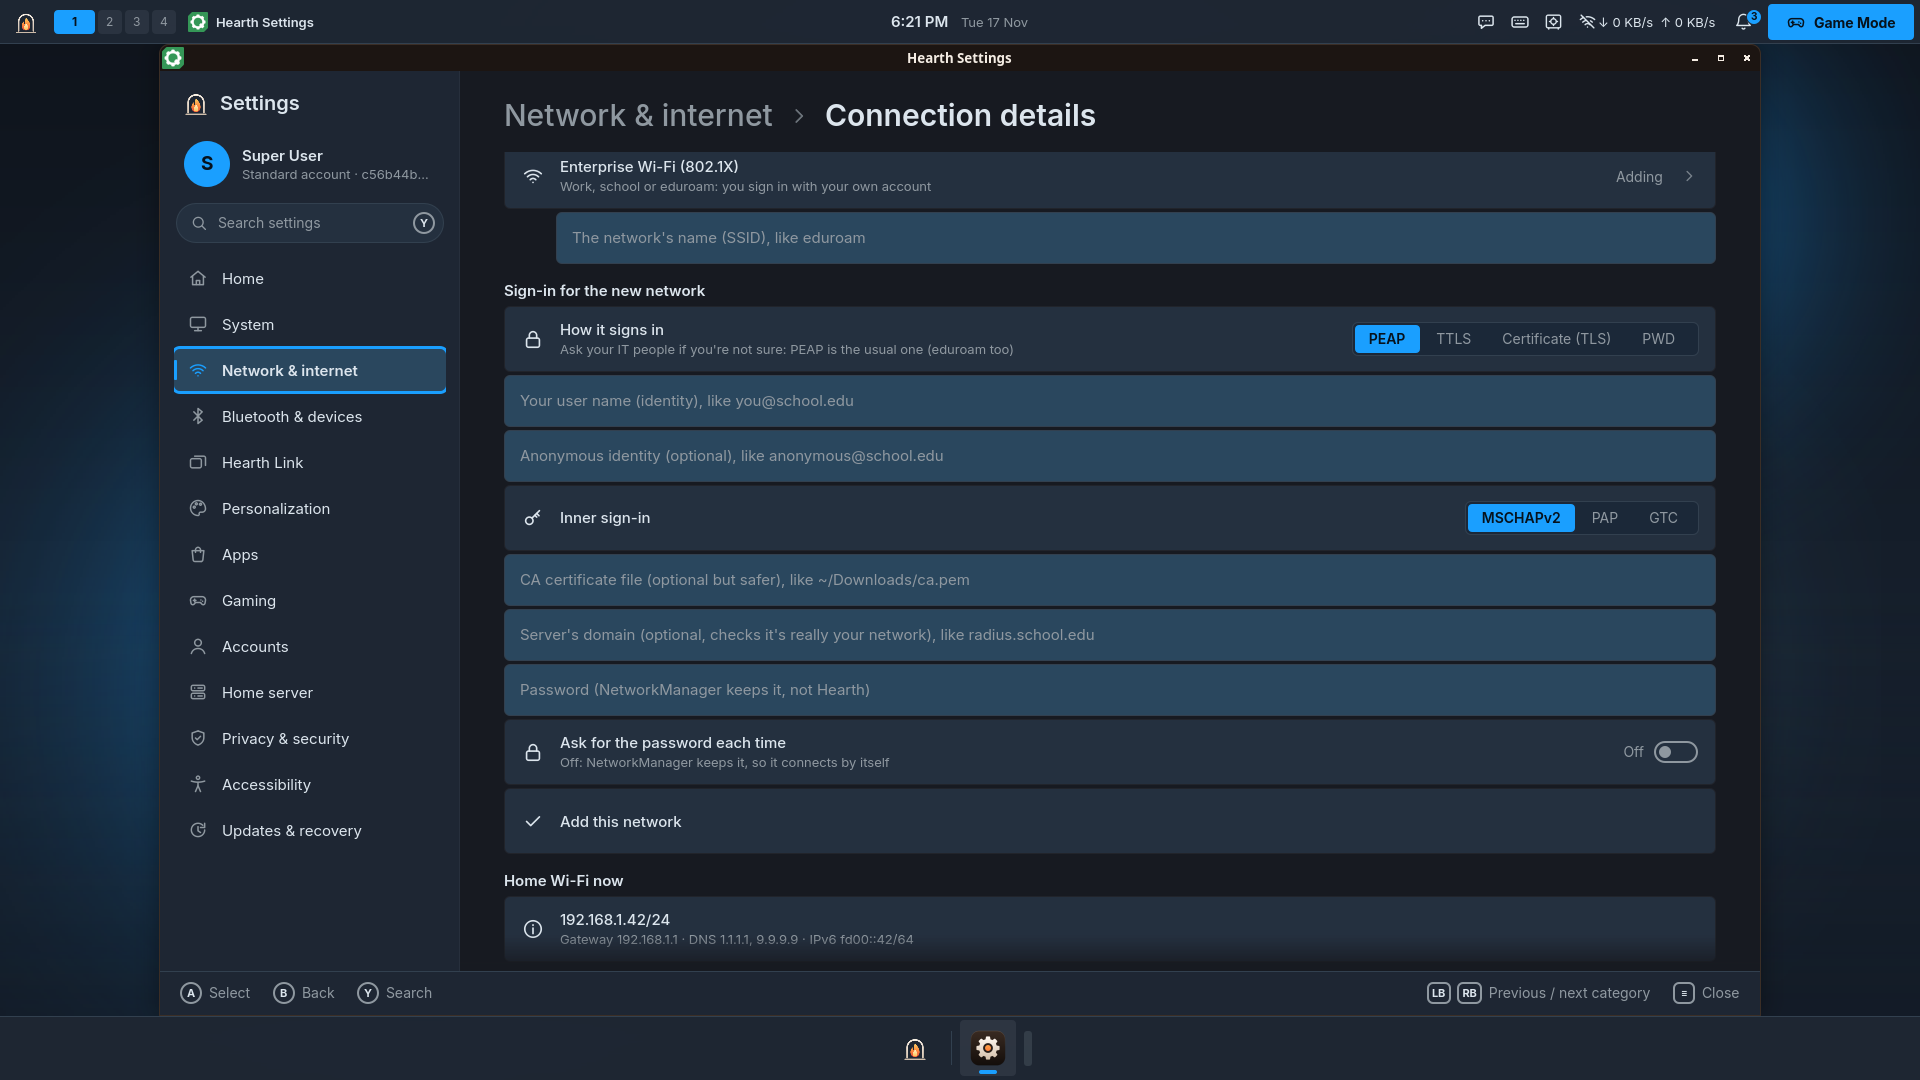 1 2 3 4 Hearth Settings
6:21 PM Tue 17 Nov
↓ 0 KB/s ↑ 0 KB/s 3 Game Mode
Hearth Settings
Settings
S
Super User
Standard account · c56b44b...
Search settings Y
Home
System
Network & internet
Bluetooth & devices
Hearth Link
Personalization
Apps
Gaming
Accounts
Home server
Privacy & security
Accessibility
Updates & recovery
Network & internet > Connection details
Enterprise Wi-Fi (802.1X)
Work, school or eduroam: you sign in with your own account
Adding
The network's name (SSID), like eduroam
Sign-in for the new network
How it signs in
Ask your IT people if you're not sure: PEAP is the usual one (eduroam too)
PEAP TTLS Certificate (TLS) PWD
Your user name (identity), like you@school.edu
Anonymous identity (optional), like anonymous@school.edu
Inner sign-in
MSCHAPv2 PAP GTC
CA certificate file (optional but safer), like ~/Downloads/ca.pem
Server's domain (optional, checks it's really your network), like radius.school.edu
Password (NetworkManager keeps it, not Hearth)
Ask for the password each time
Off: NetworkManager keeps it, so it connects by itself
Off
Add this network
Home Wi-Fi now
192.168.1.42/24
Gateway 192.168.1.1 · DNS 1.1.1.1, 9.9.9.9 · IPv6 fd00::42/64
A Select B Back Y Search
LB RB Previous / next category ≡ Close